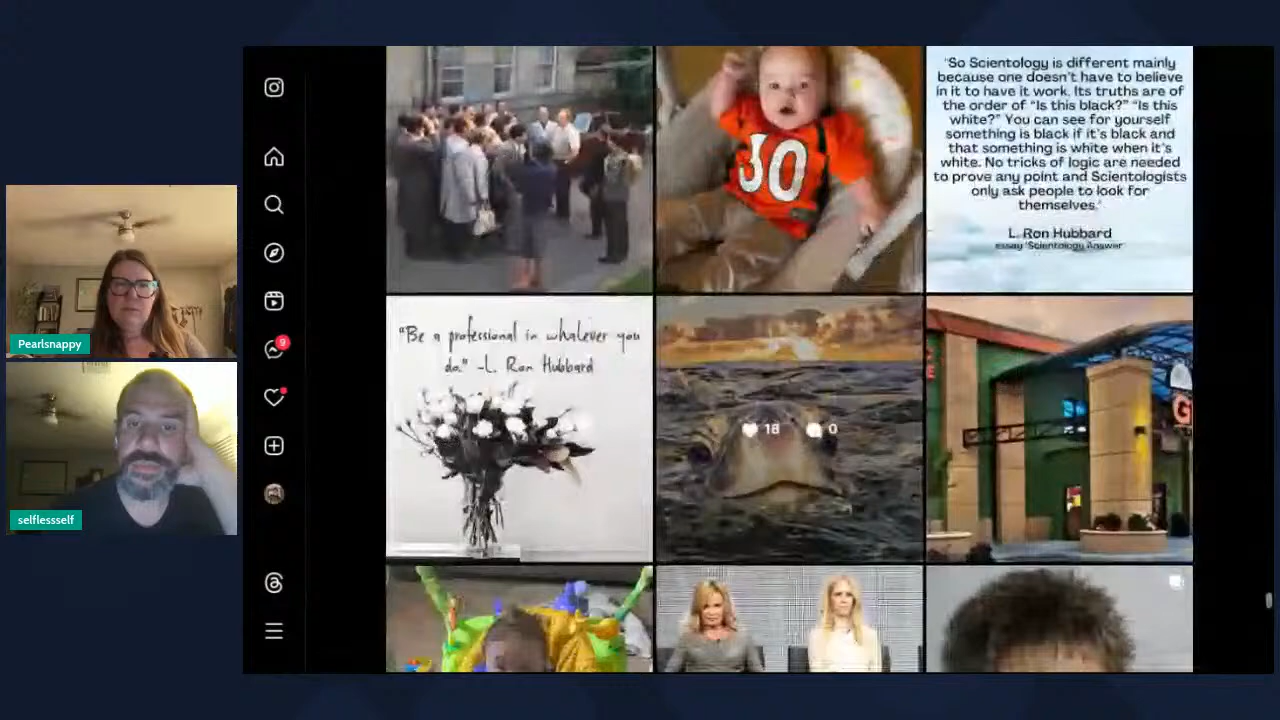 9
30
"So Scientology is different mainly
because one doesn't have to believe
in it to have it work. Its truths are of
the order of "Is this black?" "Is this
white?" You can see for yourself
something is black if it's black and
that something is white when it's
white. No tricks of logic are needed
to prove any point and Scientologists
only ask people to look for
themselves."
L. Ron Hubbard
essay 'Scientology Answer'
Pearlsnappy
"Be a professional in whatever you
do." -L. Ron Hubbard
18 0
G
selflessself